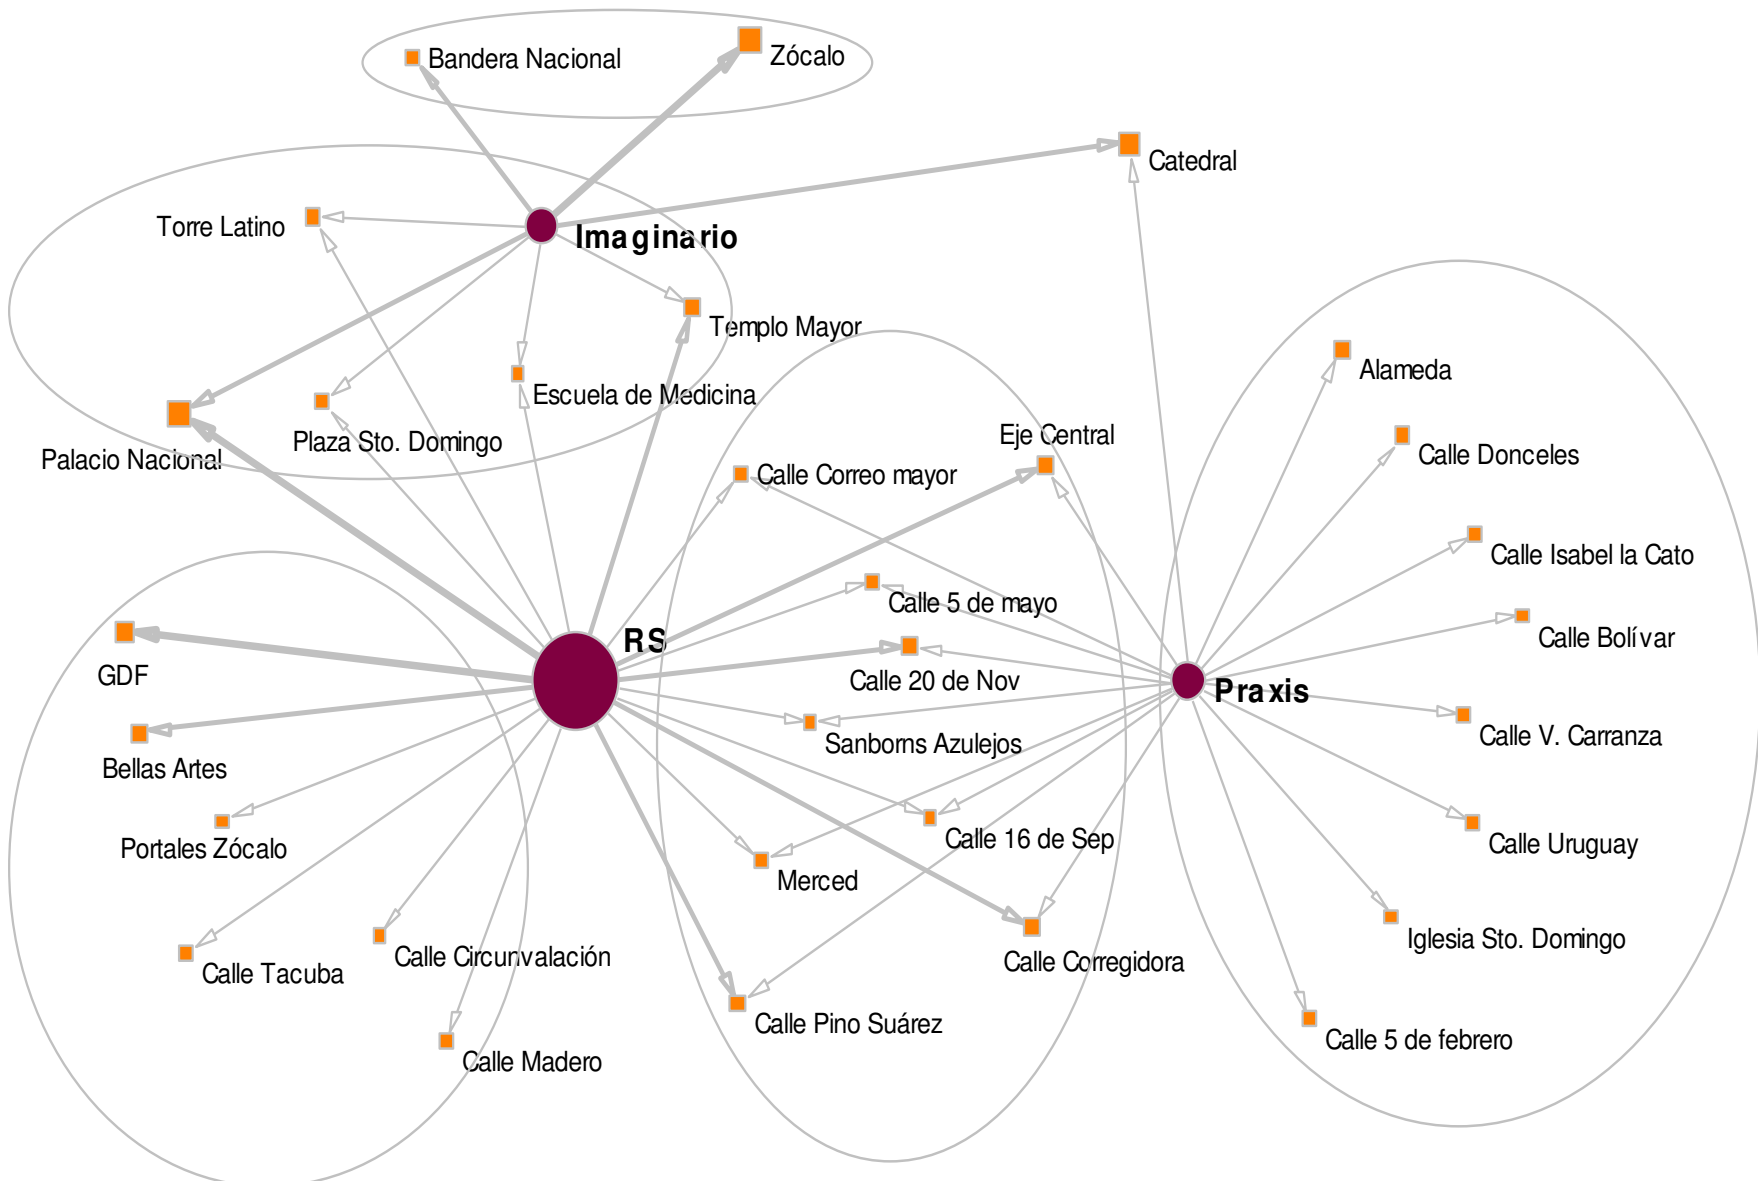 Bandera Nacional
Zócalo
Catedral
Torre Latino
Imaginario
Templo Mayor
Alameda
Escuela de Medicina
Plaza Sto. Domingo
Palacio Nacional
Eje Central
Calle Correo mayor
Calle Donceles
Calle Isabel la Cato
Calle 5 de mayo
RS
Calle Bolívar
GDF
Calle 20 de Nov
Praxis
Sanborns Azulejos
Calle V. Carranza
Bellas Artes
Portales Zócalo
Calle 16 de Sep
Calle Uruguay
Merced
Iglesia Sto. Domingo
Calle Tacuba
Calle Circunvalación
Calle Corregidora
Calle Pino Suárez
Calle 5 de febrero
Calle Madero